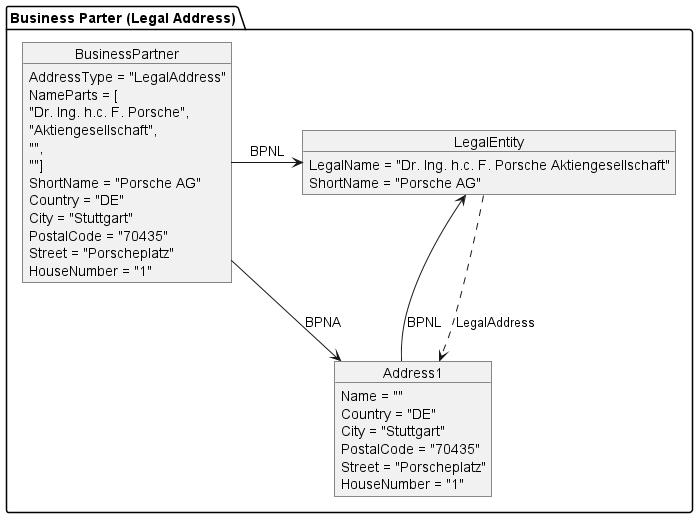 Business Parter (Legal Address)
BusinessPartner
AddressType = "LegalAddress"
NameParts = [
"Dr. Ing. h.c. F. Porsche",
"Aktiengesellschaft",
"",
""]
ShortName = "Porsche AG"
Country = "DE"
City = "Stuttgart"
PostalCode = "70435"
Street = "Porscheplatz"
HouseNumber = "1"
BPNL
LegalEntity
LegalName = "Dr. Ing. h.c. F. Porsche Aktiengesellschaft"
ShortName = "Porsche AG"
BPNA
BPNL
LegalAddress
Address1
Name = ""
Country = "DE"
City = "Stuttgart"
PostalCode = "70435"
Street = "Porscheplatz"
HouseNumber = "1"